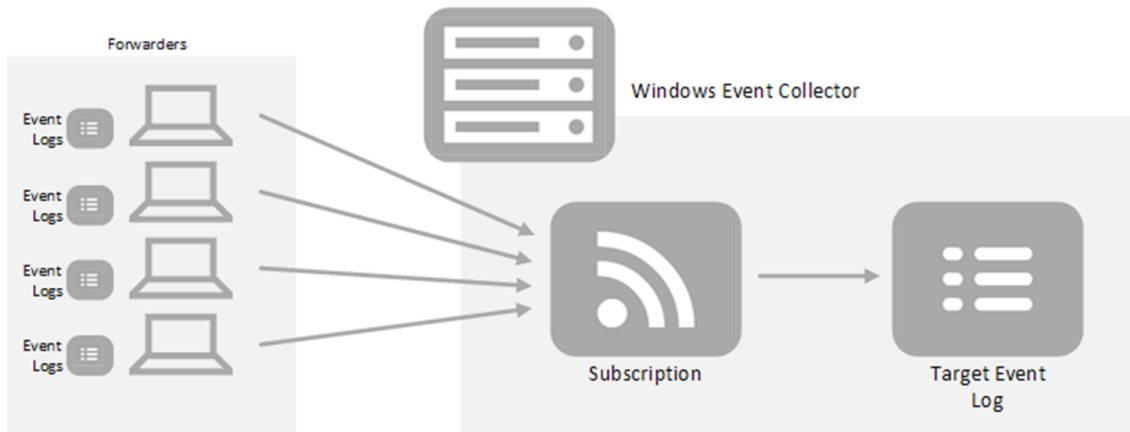 Forwarders
Event
Logs
Event
Logs
Event
Logs
Event
Logs
Windows Event Collector
Subscription
Target Event
Log